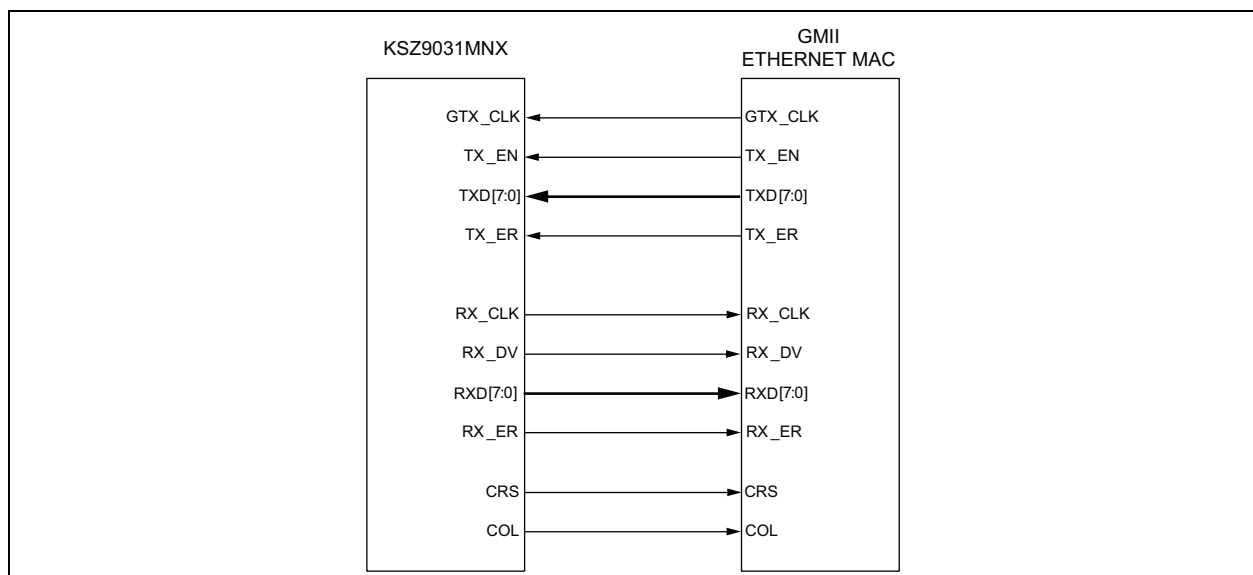 KSZ9031MNX
GMII
ETHERNET MAC
GTX_CLK GTX_CLK
TX_EN TX_EN
TXD[7:0] TXD[7:0]
TX_ER TX_ER
RX_CLK RX_CLK
RX_DV RX_DV
RXD[7:0] RXD[7:0]
RX_ER RX_ER
CRS CRS
COL COL